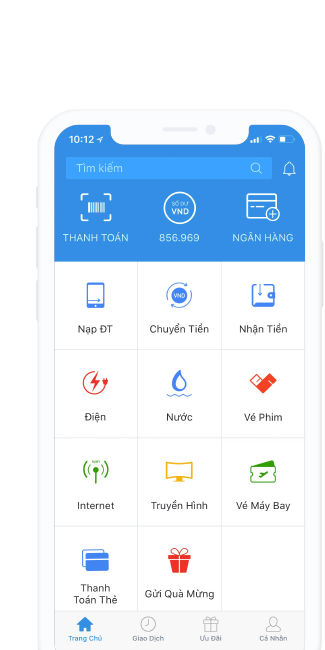 10:12
Tìm kiếm
SỐ DƯ
VND
THANH TOÁN
856.969
NGÂN HÀNG
VND
Nạp ĐT
Chuyển Tiền
Nhận Tiền
Điện
Nước
Vé Phim
Internet
Truyền Hình
Vé Máy Bay
Thanh
Toán Thẻ
Gửi Quà Mừng
Trang Chủ
Giao Dịch
Ưu Đãi
Cá Nhân